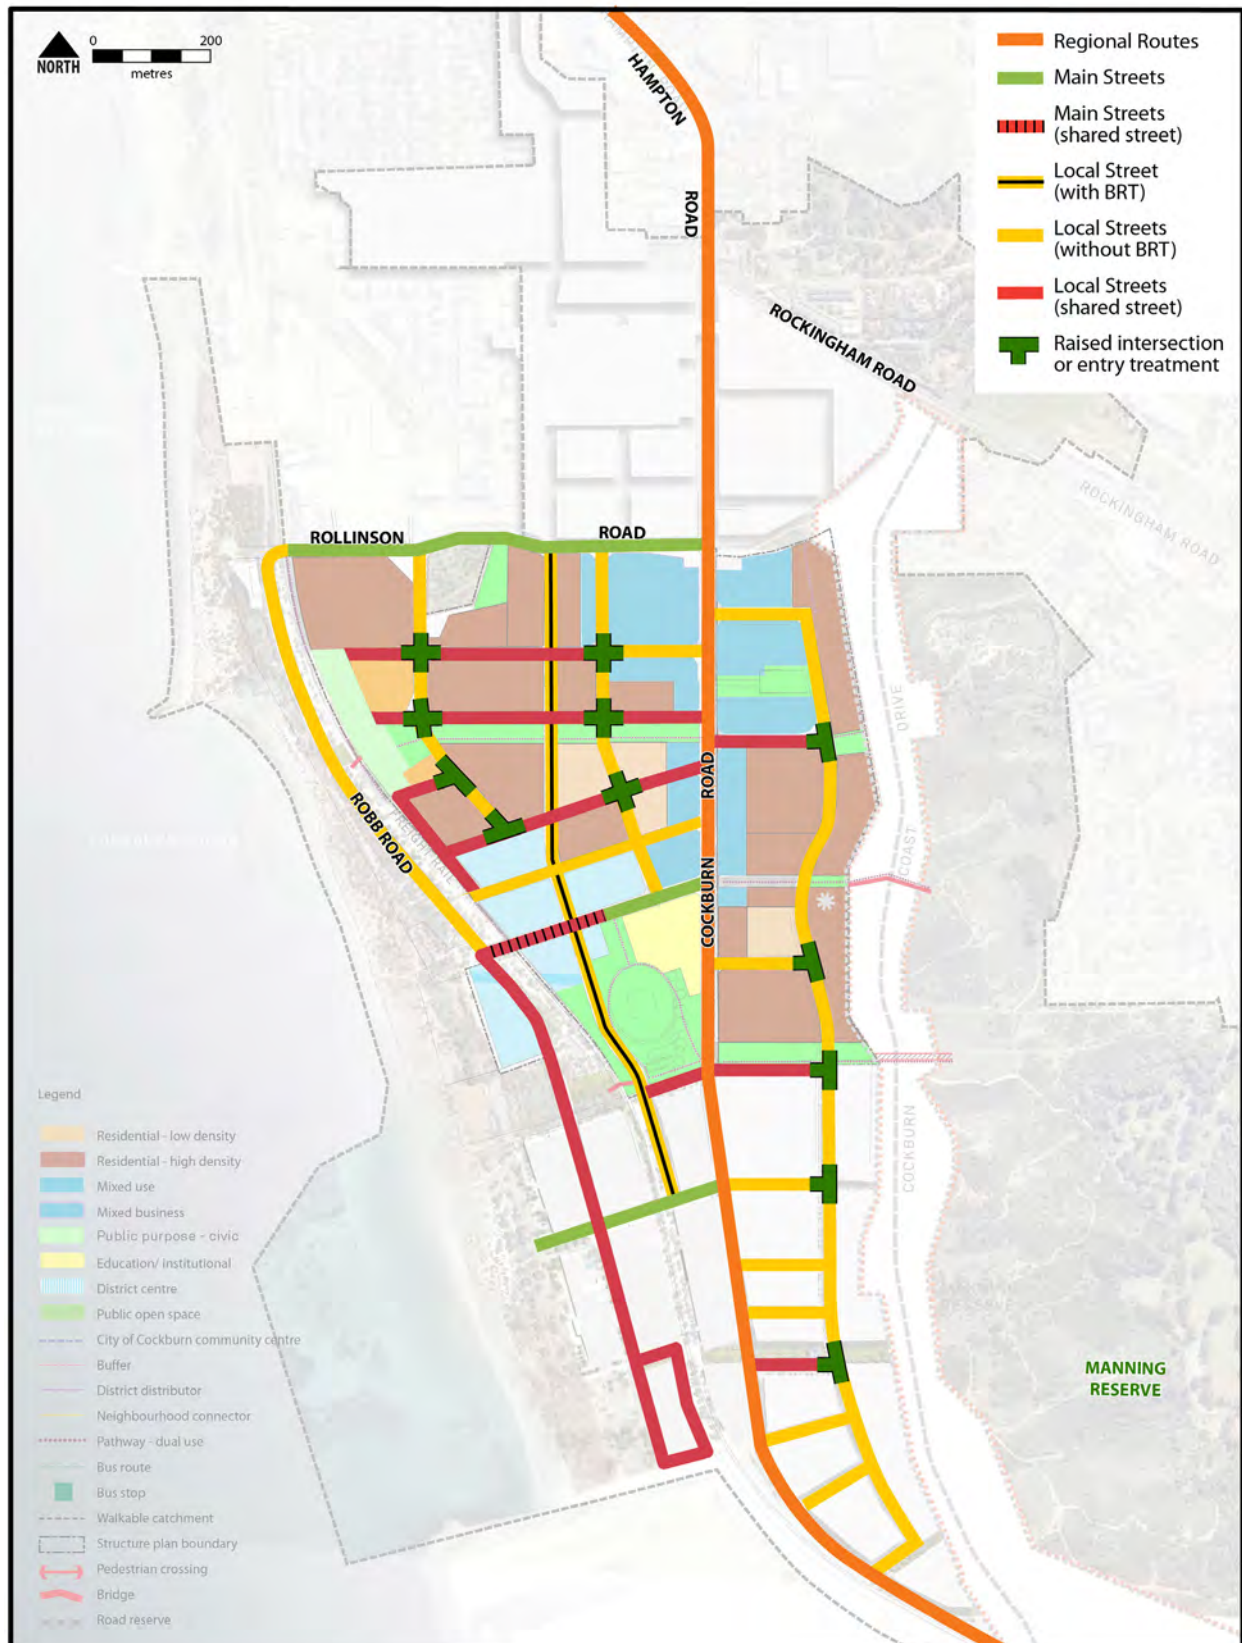 0 200
metres
NORTH
Regional Routes
Main Streets
Main Streets
(shared street)
Local Street
(with BRT)
Local Streets
(without BRT)
Local Streets
(shared street)
Raised intersection
or entry treatment
HAMPTON
ROAD
ROCKINGHAM ROAD
ROCKINGHAM ROAD
ROLLINSON ROAD
DRIVE
COAST
COCKBURN
ROAD
COCKBURN
ROBB ROAD
FREIGHT RAIL
MANNING
RESERVE
Legend
Residential - low density
Residential - high density
Mixed use
Mixed business
Public purpose - civic
Education/ institutional
District centre
Public open space
City of Cockburn community centre
Buffer
District distributor
Neighbourhood connector
Pathway - dual use
Bus route
Bus stop
Walkable catchment
Structure plan boundary
Pedestrian crossing
Bridge
Road reserve